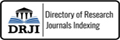 DRJI
Directory of Research
Journals Indexing